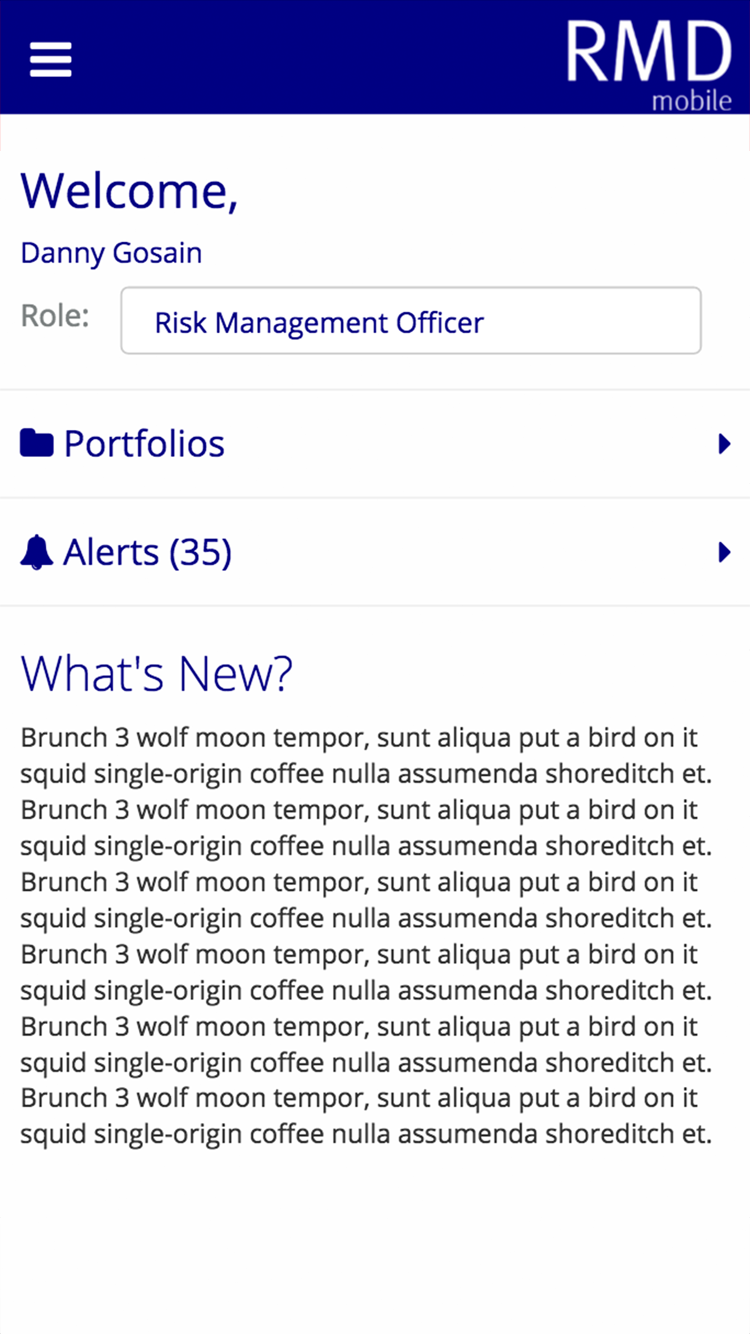 RMD
mobile
Welcome,
Danny Gosain
Role:
Risk Management Officer
Portfolios
Alerts (35)
What's New?
Brunch 3 wolf moon tempor, sunt aliqua put a bird on it
squid single-origin coffee nulla assumenda shoreditch et.
Brunch 3 wolf moon tempor, sunt aliqua put a bird on it
squid single-origin coffee nulla assumenda shoreditch et.
Brunch 3 wolf moon tempor, sunt aliqua put a bird on it
squid single-origin coffee nulla assumenda shoreditch et.
Brunch 3 wolf moon tempor, sunt aliqua put a bird on it
squid single-origin coffee nulla assumenda shoreditch et.
Brunch 3 wolf moon tempor, sunt aliqua put a bird on it
squid single-origin coffee nulla assumenda shoreditch et.
Brunch 3 wolf moon tempor, sunt aliqua put a bird on it
squid single-origin coffee nulla assumenda shoreditch et.